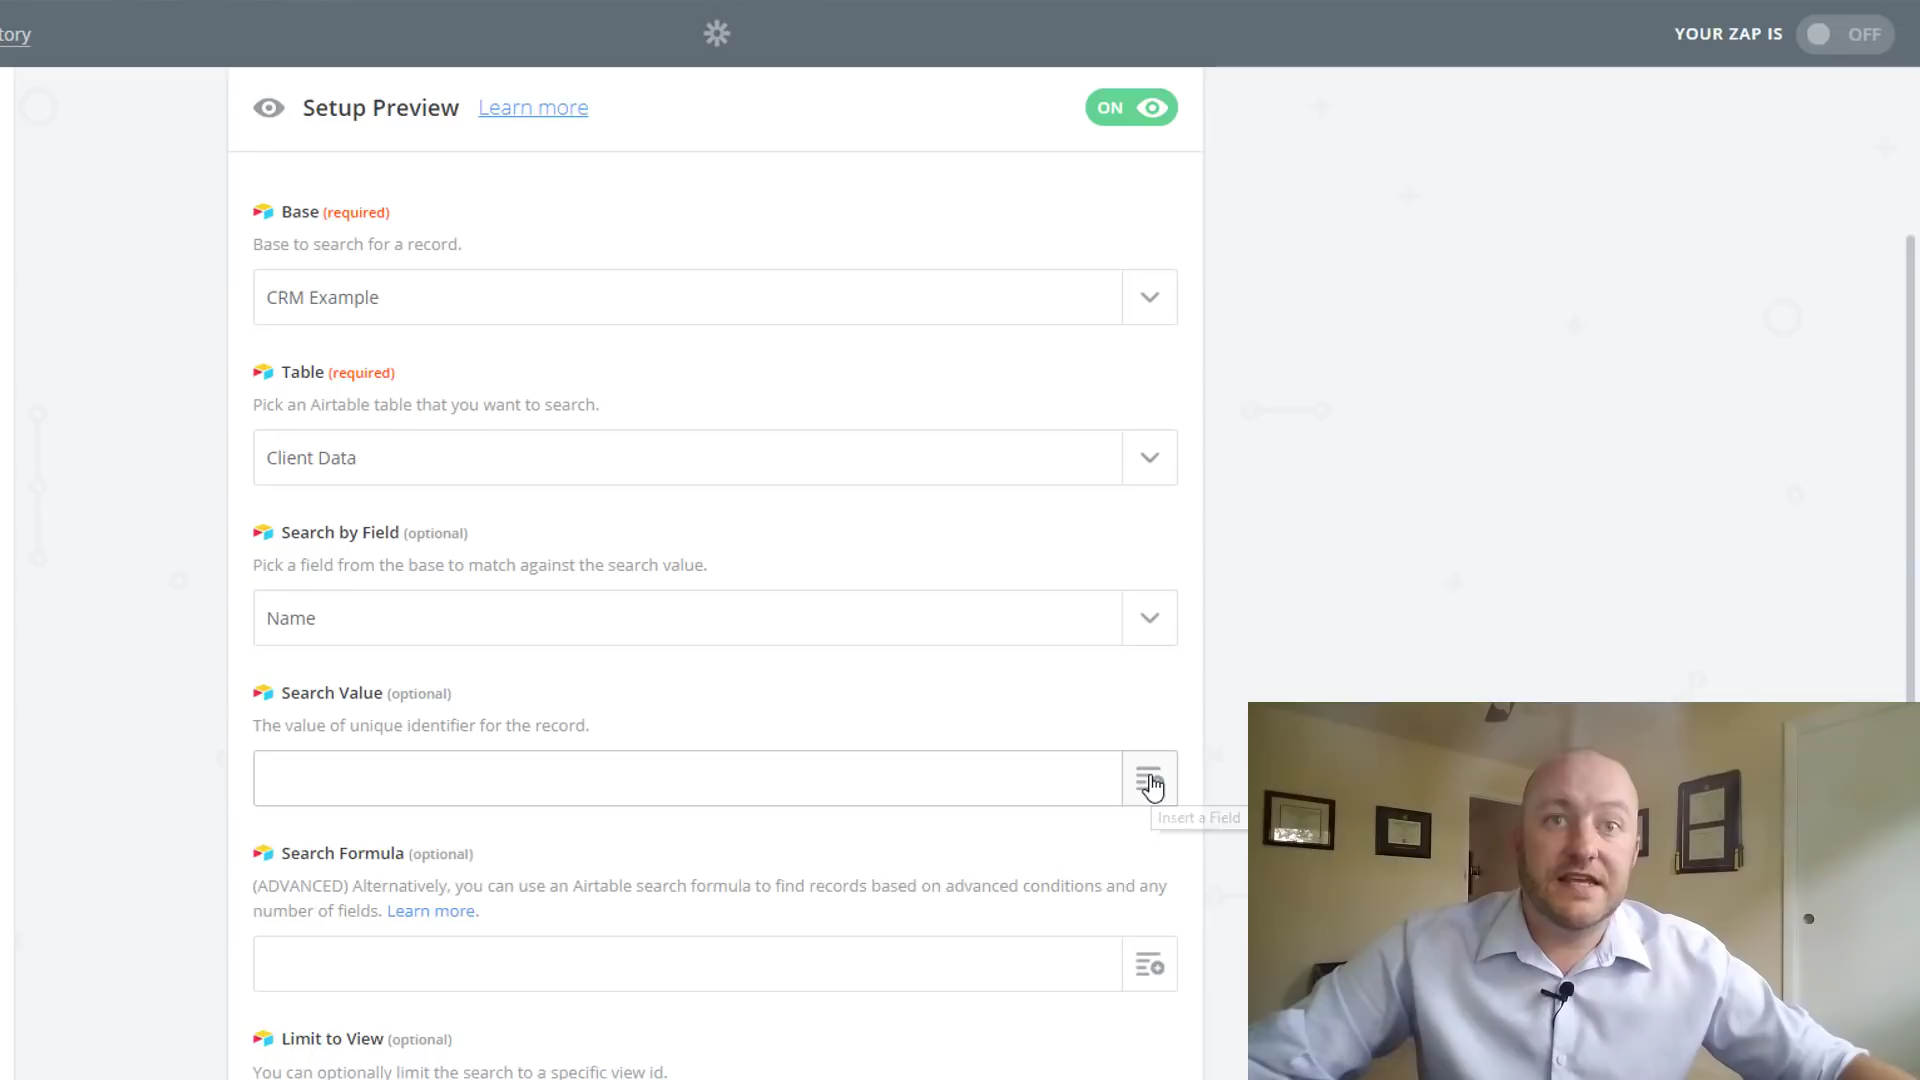 tory
YOUR ZAP IS OFF
Setup Preview Learn more ON
Base (required)
Base to search for a record.
CRM Example
Table (required)
Pick an Airtable table that you want to search.
Client Data
Search by Field (optional)
Pick a field from the base to match against the search value.
Name
Search Value (optional)
The value of unique identifier for the record.
Insert a Field
Search Formula (optional)
(ADVANCED) Alternatively, you can use an Airtable search formula to find records based on advanced conditions and any
number of fields. Learn more.
Limit to View (optional)
You can optionally limit the search to a specific view id.